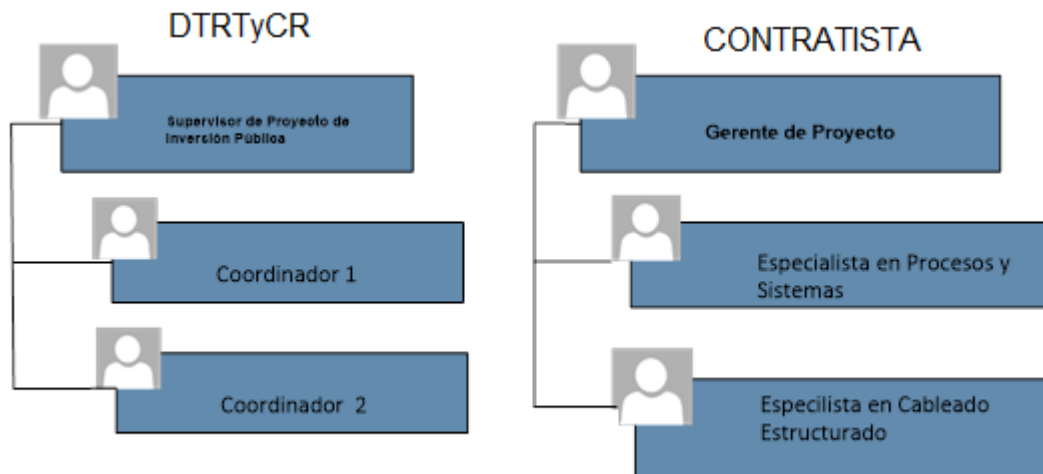 DTRTyCR
Supervisor de Proyecto de
Inversión Pública
Coordinador 1
Coordinador 2
CONTRATISTA
Gerente de Proyecto
Especialista en Procesos y
Sistemas
Especilista en Cableado
Estructurado